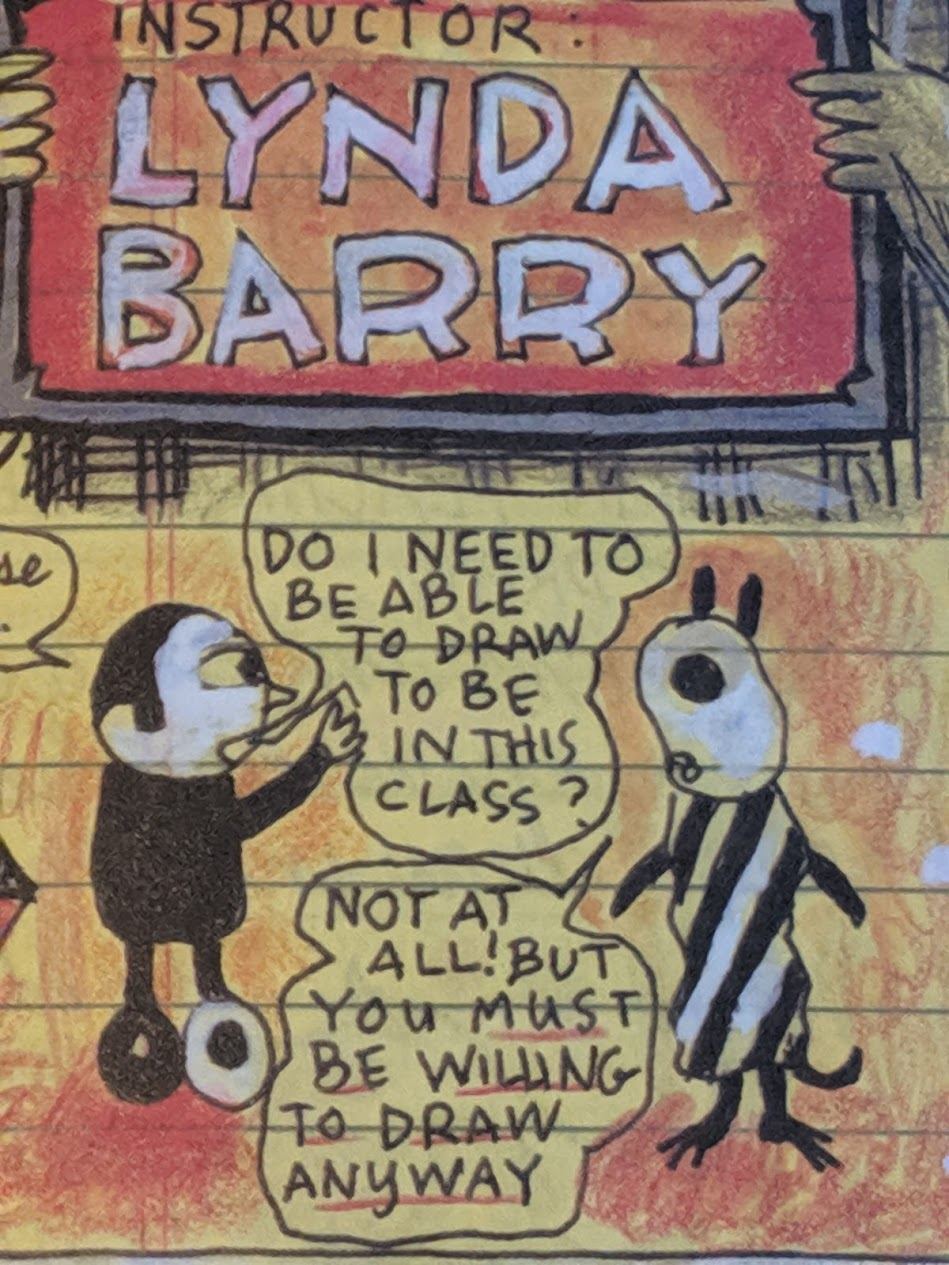 INSTRUCTOR:
LYNDA
BARRY
DO I NEED TO
BE ABLE
TO DRAW
TO BE
IN THIS
CLASS?
NOT AT
ALL! BUT
YOU MUST
BE WILLING
TO DRAW
ANYWAY